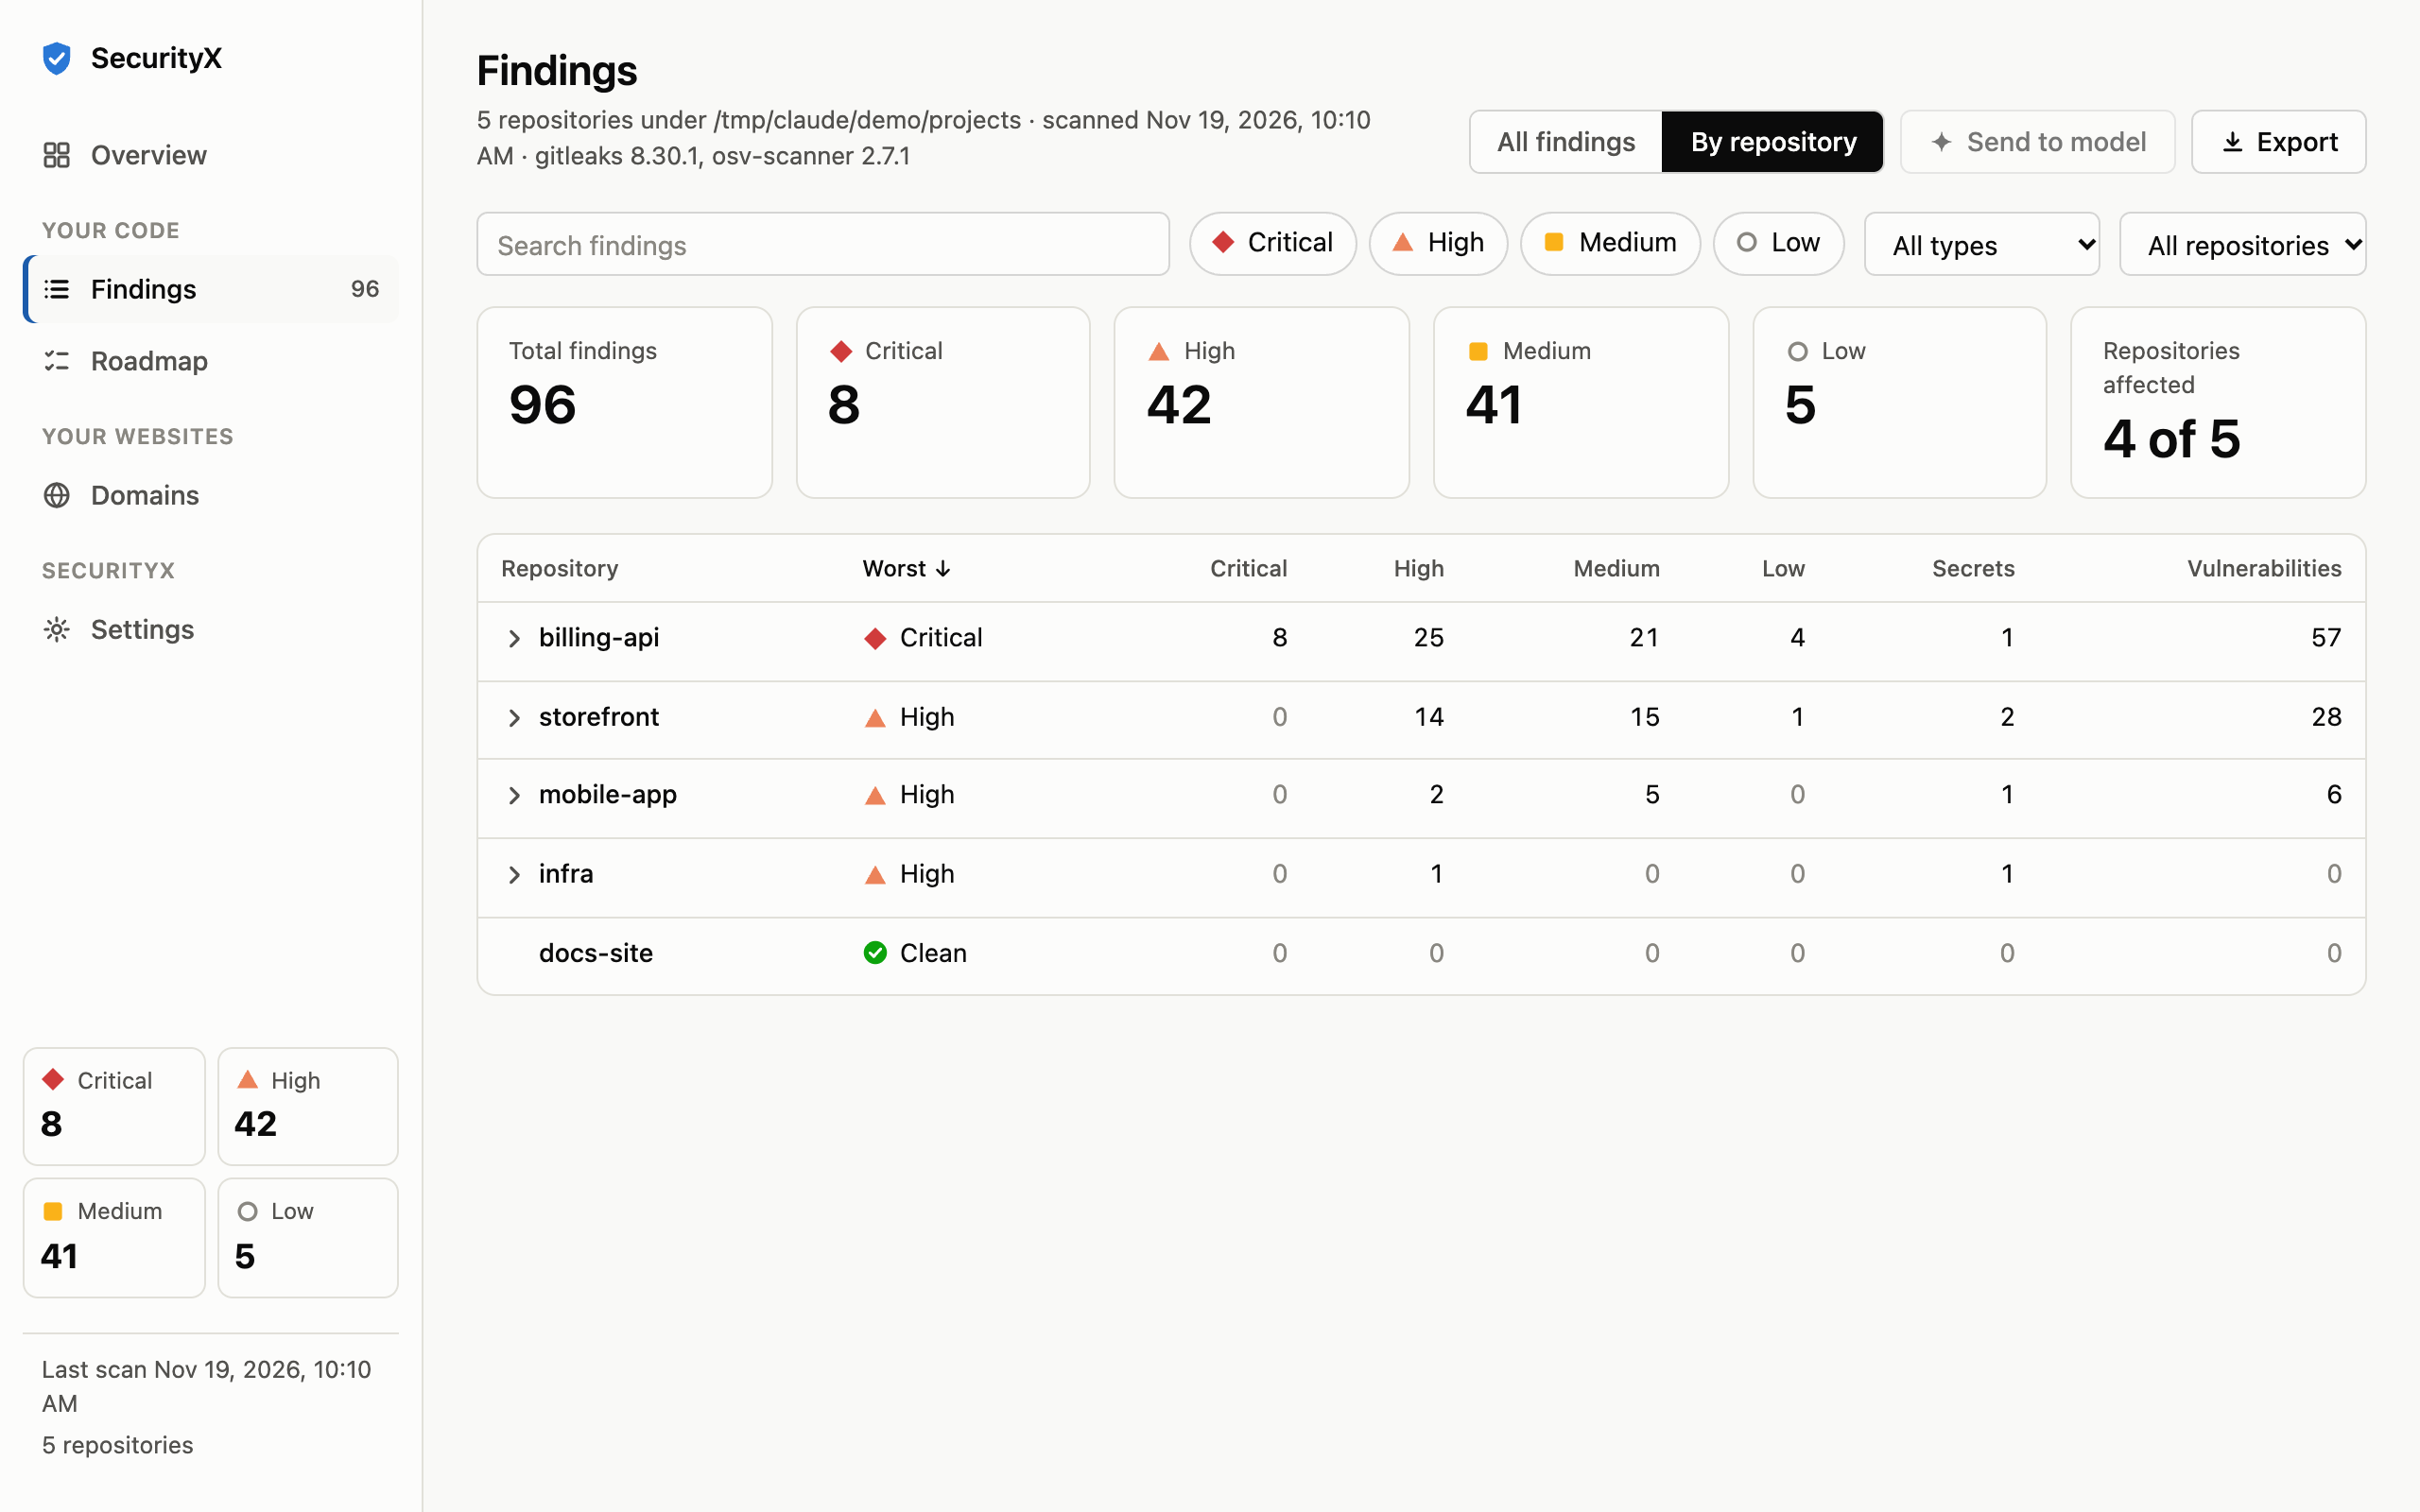 SecurityX
Overview
YOUR CODE
Findings 96
Roadmap
YOUR WEBSITES
Domains
SECURITYX
Settings
Critical
8
High
42
Medium
41
Low
5
Last scan Nov 19, 2026, 10:10
AM
5 repositories
Findings
5 repositories under /tmp/claude/demo/projects · scanned Nov 19, 2026, 10:10
AM · gitleaks 8.30.1, osv-scanner 2.7.1
All findings By repository Send to model Export
Search findings Critical High Medium Low All types All repositories
Total findings
96
Critical
8
High
42
Medium
41
Low
5
Repositories
affected
4 of 5
Repository Worst ↓ Critical High Medium Low Secrets Vulnerabilities
billing-api Critical 8 25 21 4 1 57
storefront High 0 14 15 1 2 28
mobile-app High 0 2 5 0 1 6
infra High 0 1 0 0 1 0
docs-site Clean 0 0 0 0 0 0